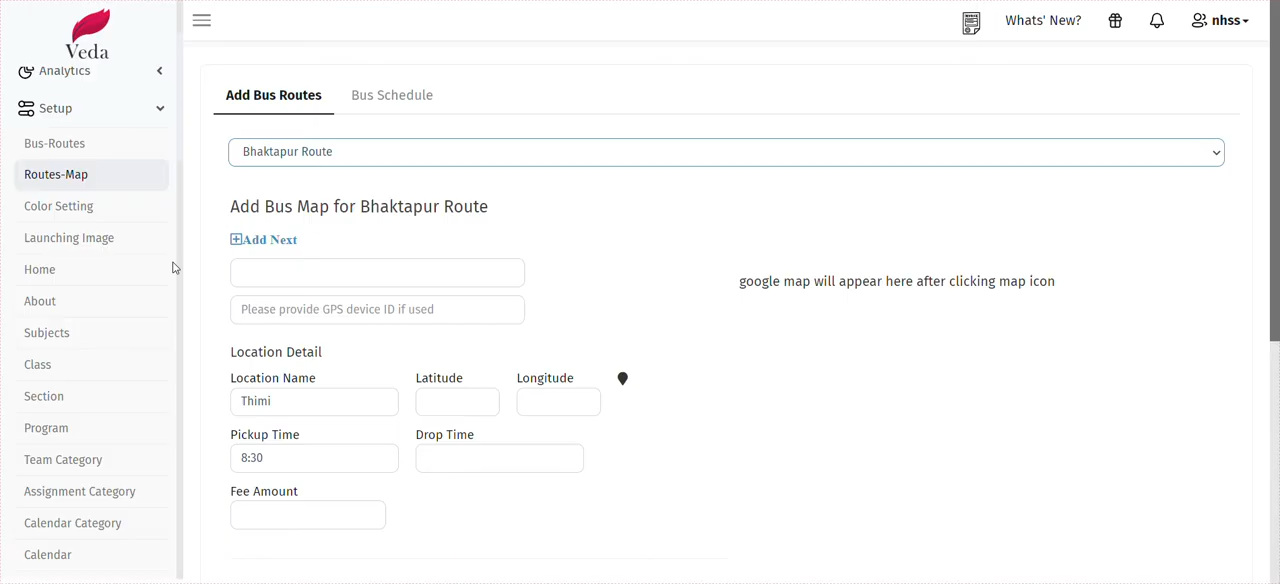 Veda
Whats' New?
nhss
Analytics
Setup
Bus-Routes
Routes-Map
Color Setting
Launching Image
Home
About
Subjects
Class
Section
Program
Team Category
Assignment Category
Calendar Category
Calendar
Add Bus Routes
Bus Schedule
Bhaktapur Route
Add Bus Map for Bhaktapur Route
Add Next
Please provide GPS device ID if used
google map will appear here after clicking map icon
Location Detail
Location Name
Latitude
Longitude
Thimi
Pickup Time
Drop Time
8:30
Fee Amount